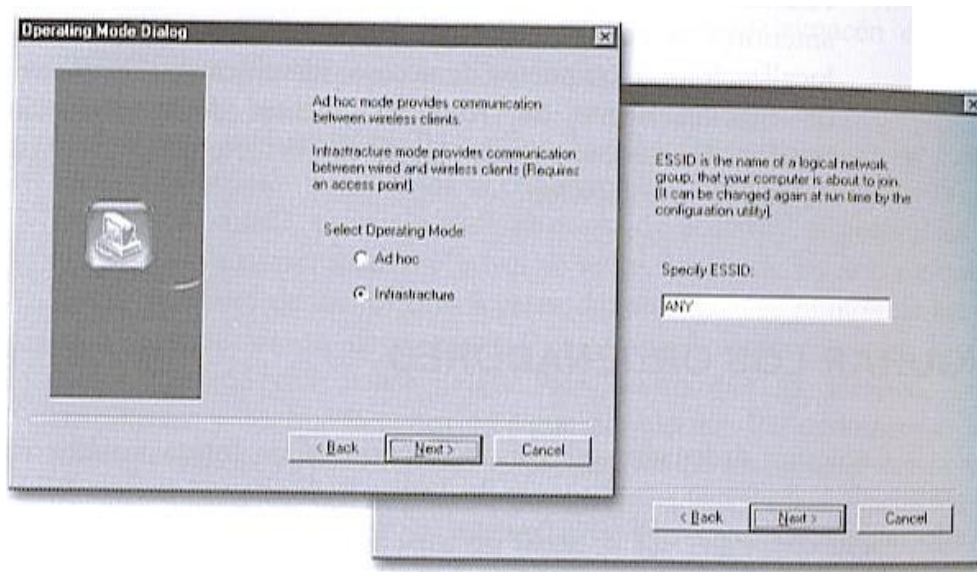 Operating Mode Dialog
Ad hoc mode provides communication
between wireless clients.
Infrastracture mode provides communication
between wired and wireless clients (Requires
an access point).
Select Operating Mode:
Ad hoc
Infrastracture
< Back
Next >
Cancel
ESSID is the name of a logical network
group, that your computer is about to join.
(It can be changed again at run time by the
configuration utility).
Specify ESSID:
ANY
< Back
Next >
Cancel